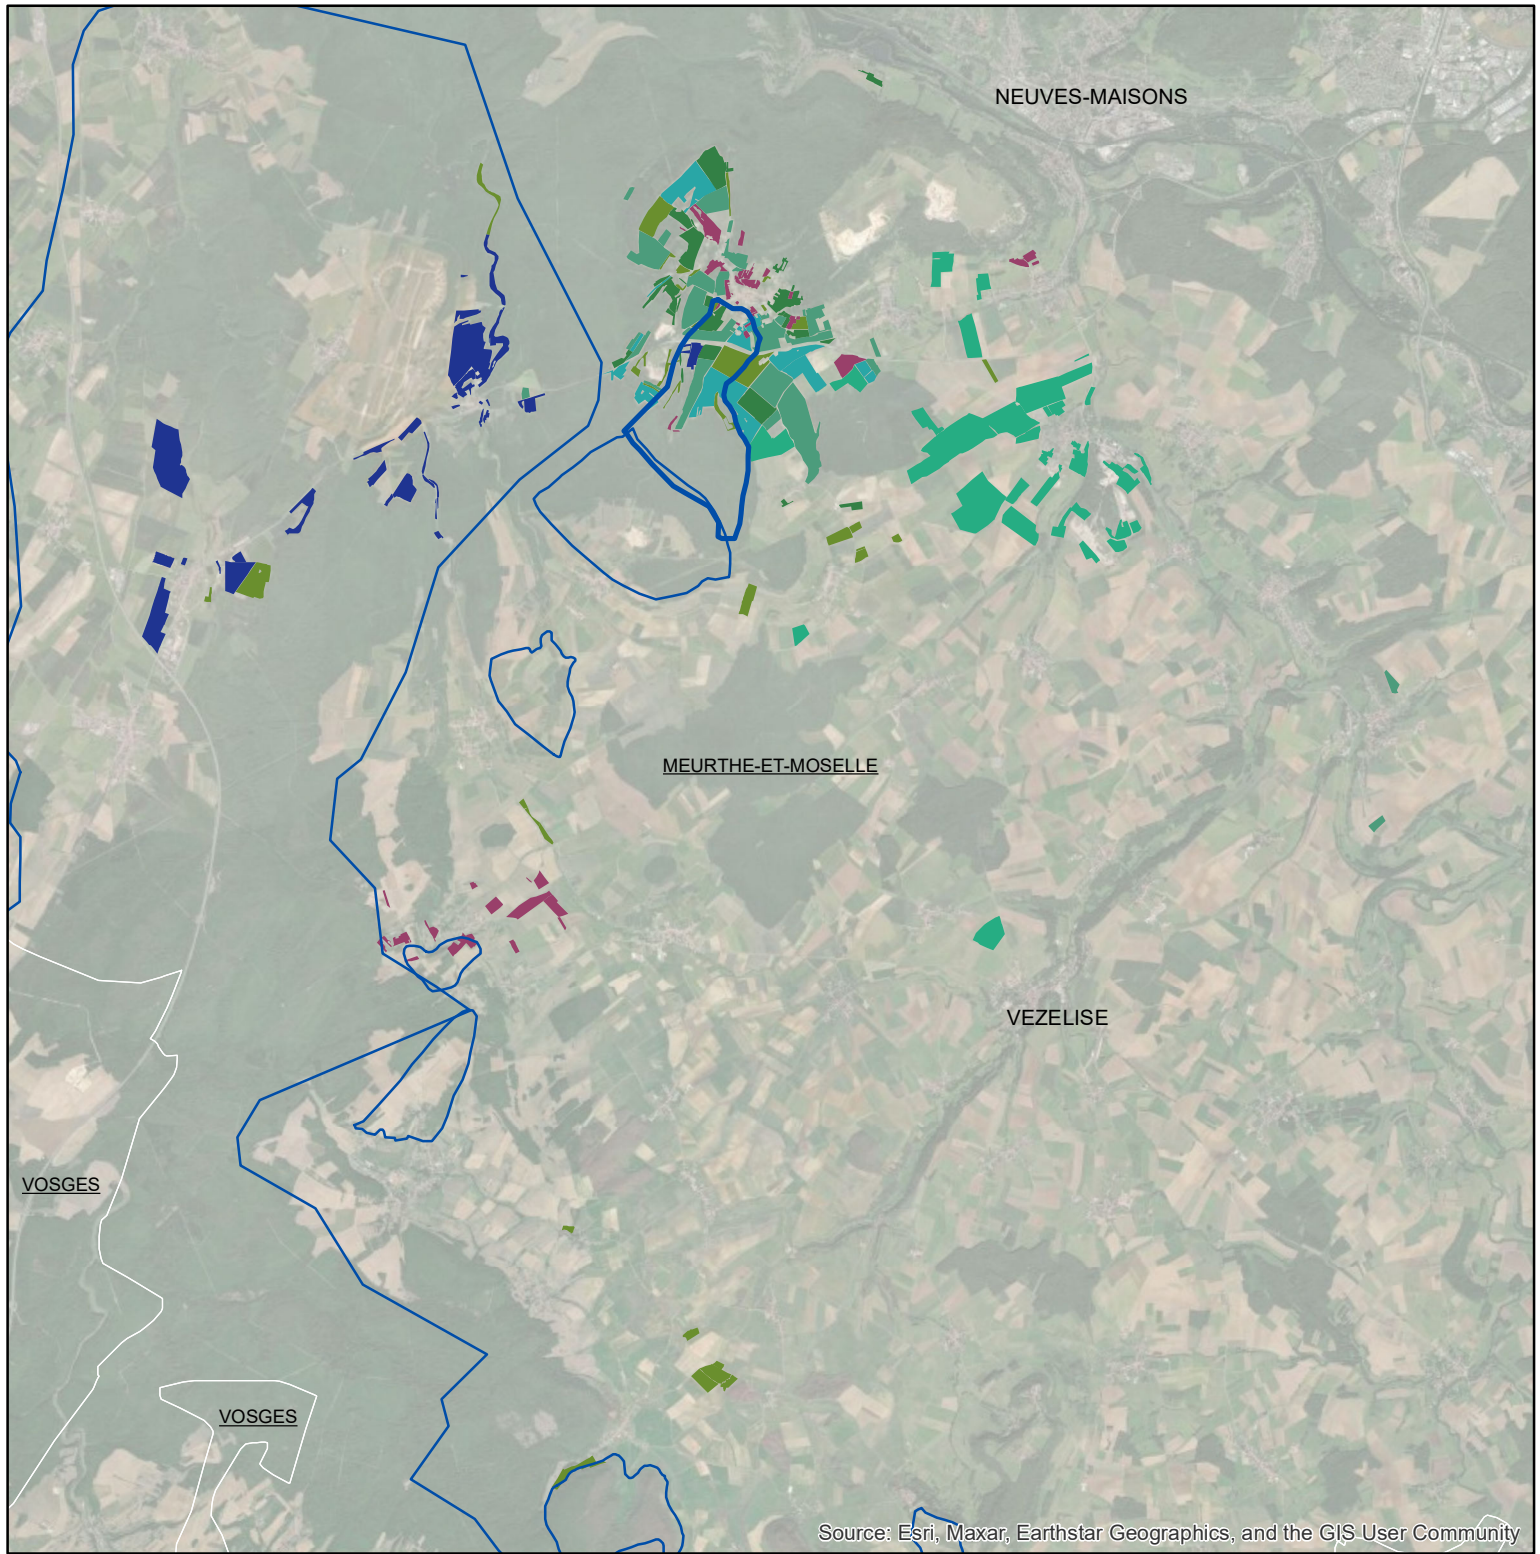 NEUVES-MAISONS
MEURTHE-ET-MOSELLE
VEZELISE
VOSGES
VOSGES
Source: Esri, Maxar, Earthstar Geographics, and the GIS User Community